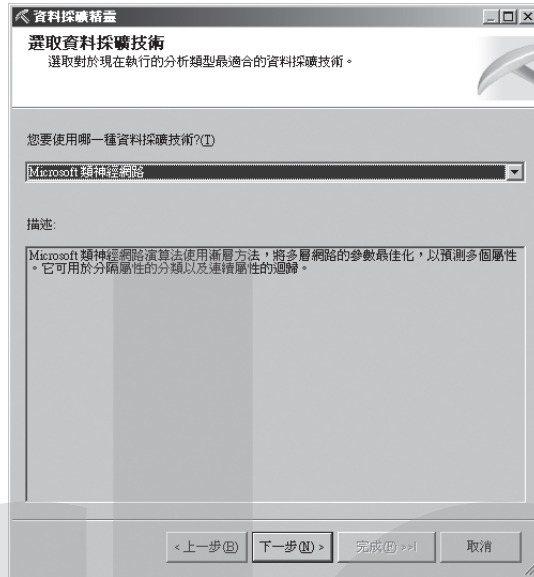 資料採礦精靈
選取資料採礦技術
選取對於現在執行的分析類型最適合的資料採礦技術。
您要使用哪一種資料採礦技術?(T)
Microsoft 類神經網路
描述:
Microsoft 類神經網路演算法使用漸層方法，將多層網路的參數最佳化，以預測多個屬性
。它可用於分隔屬性的分類以及連續屬性的迴歸。
<上一步(B) 下一步(N)> 完成(F)>>| 取消